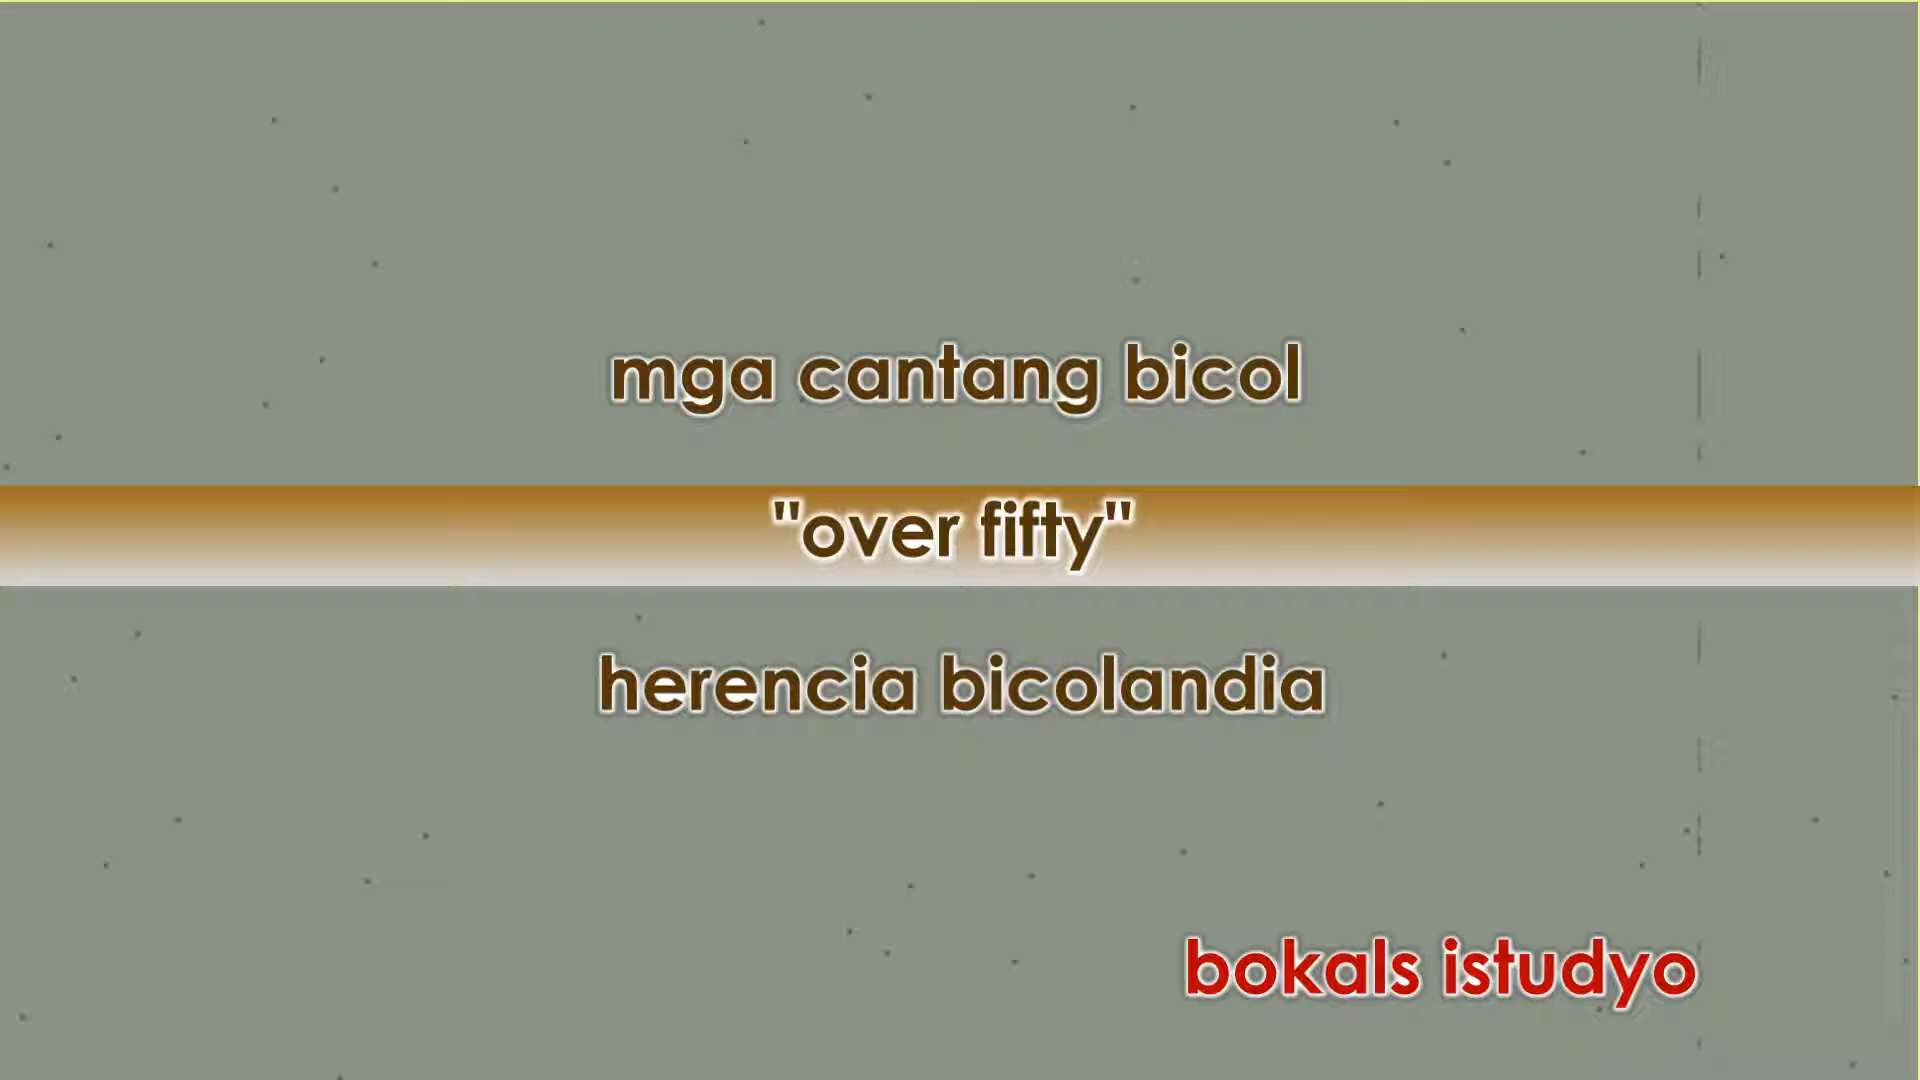 mga cantang bicol
"over fifty"
herencia bicolandia
bokals istudyo